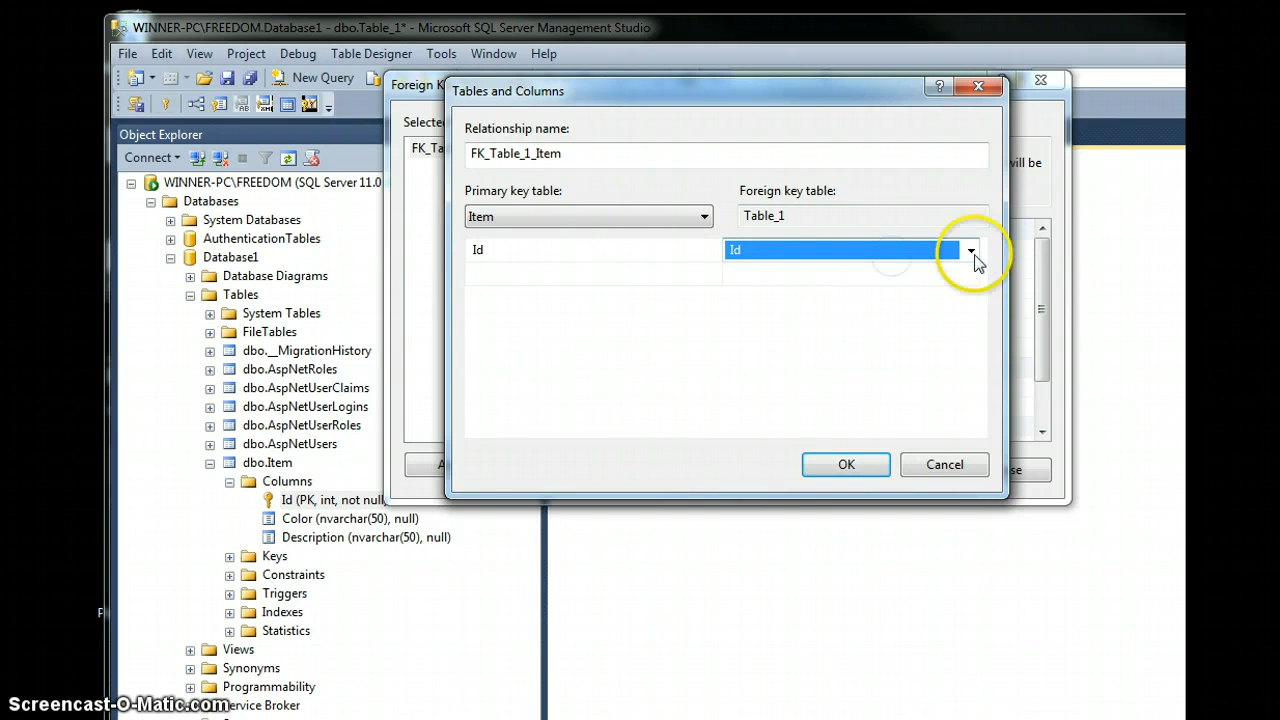 WINNER-PC\FREEDOM.Database1 - dbo.Table_1* - Microsoft SQL Server Management Studio
File Edit View Project Debug Table Designer Tools Window Help
New Query
Foreign K
Tables and Columns
Object Explorer
Selected
Relationship name:
FK_Ta
FK_Table_1_Item
Connect
will be
WINNER-PC\FREEDOM (SQL Server 11.0
Primary key table:
Foreign key table:
Databases
Item
Table_1
System Databases
AuthenticationTables
Id
Id
Database1
Database Diagrams
Tables
System Tables
FileTables
dbo.__MigrationHistory
dbo.AspNetRoles
dbo.AspNetUserClaims
dbo.AspNetUserLogins
dbo.AspNetUserRoles
dbo.AspNetUsers
dbo.Item
A
OK
Cancel
se
Columns
Id (PK, int, not null,
Color (nvarchar(50), null)
Description (nvarchar(50), null)
Keys
Constraints
Triggers
Indexes
Statistics
Views
Synonyms
Programmability
Service Broker
Screencast-O-Matic.com